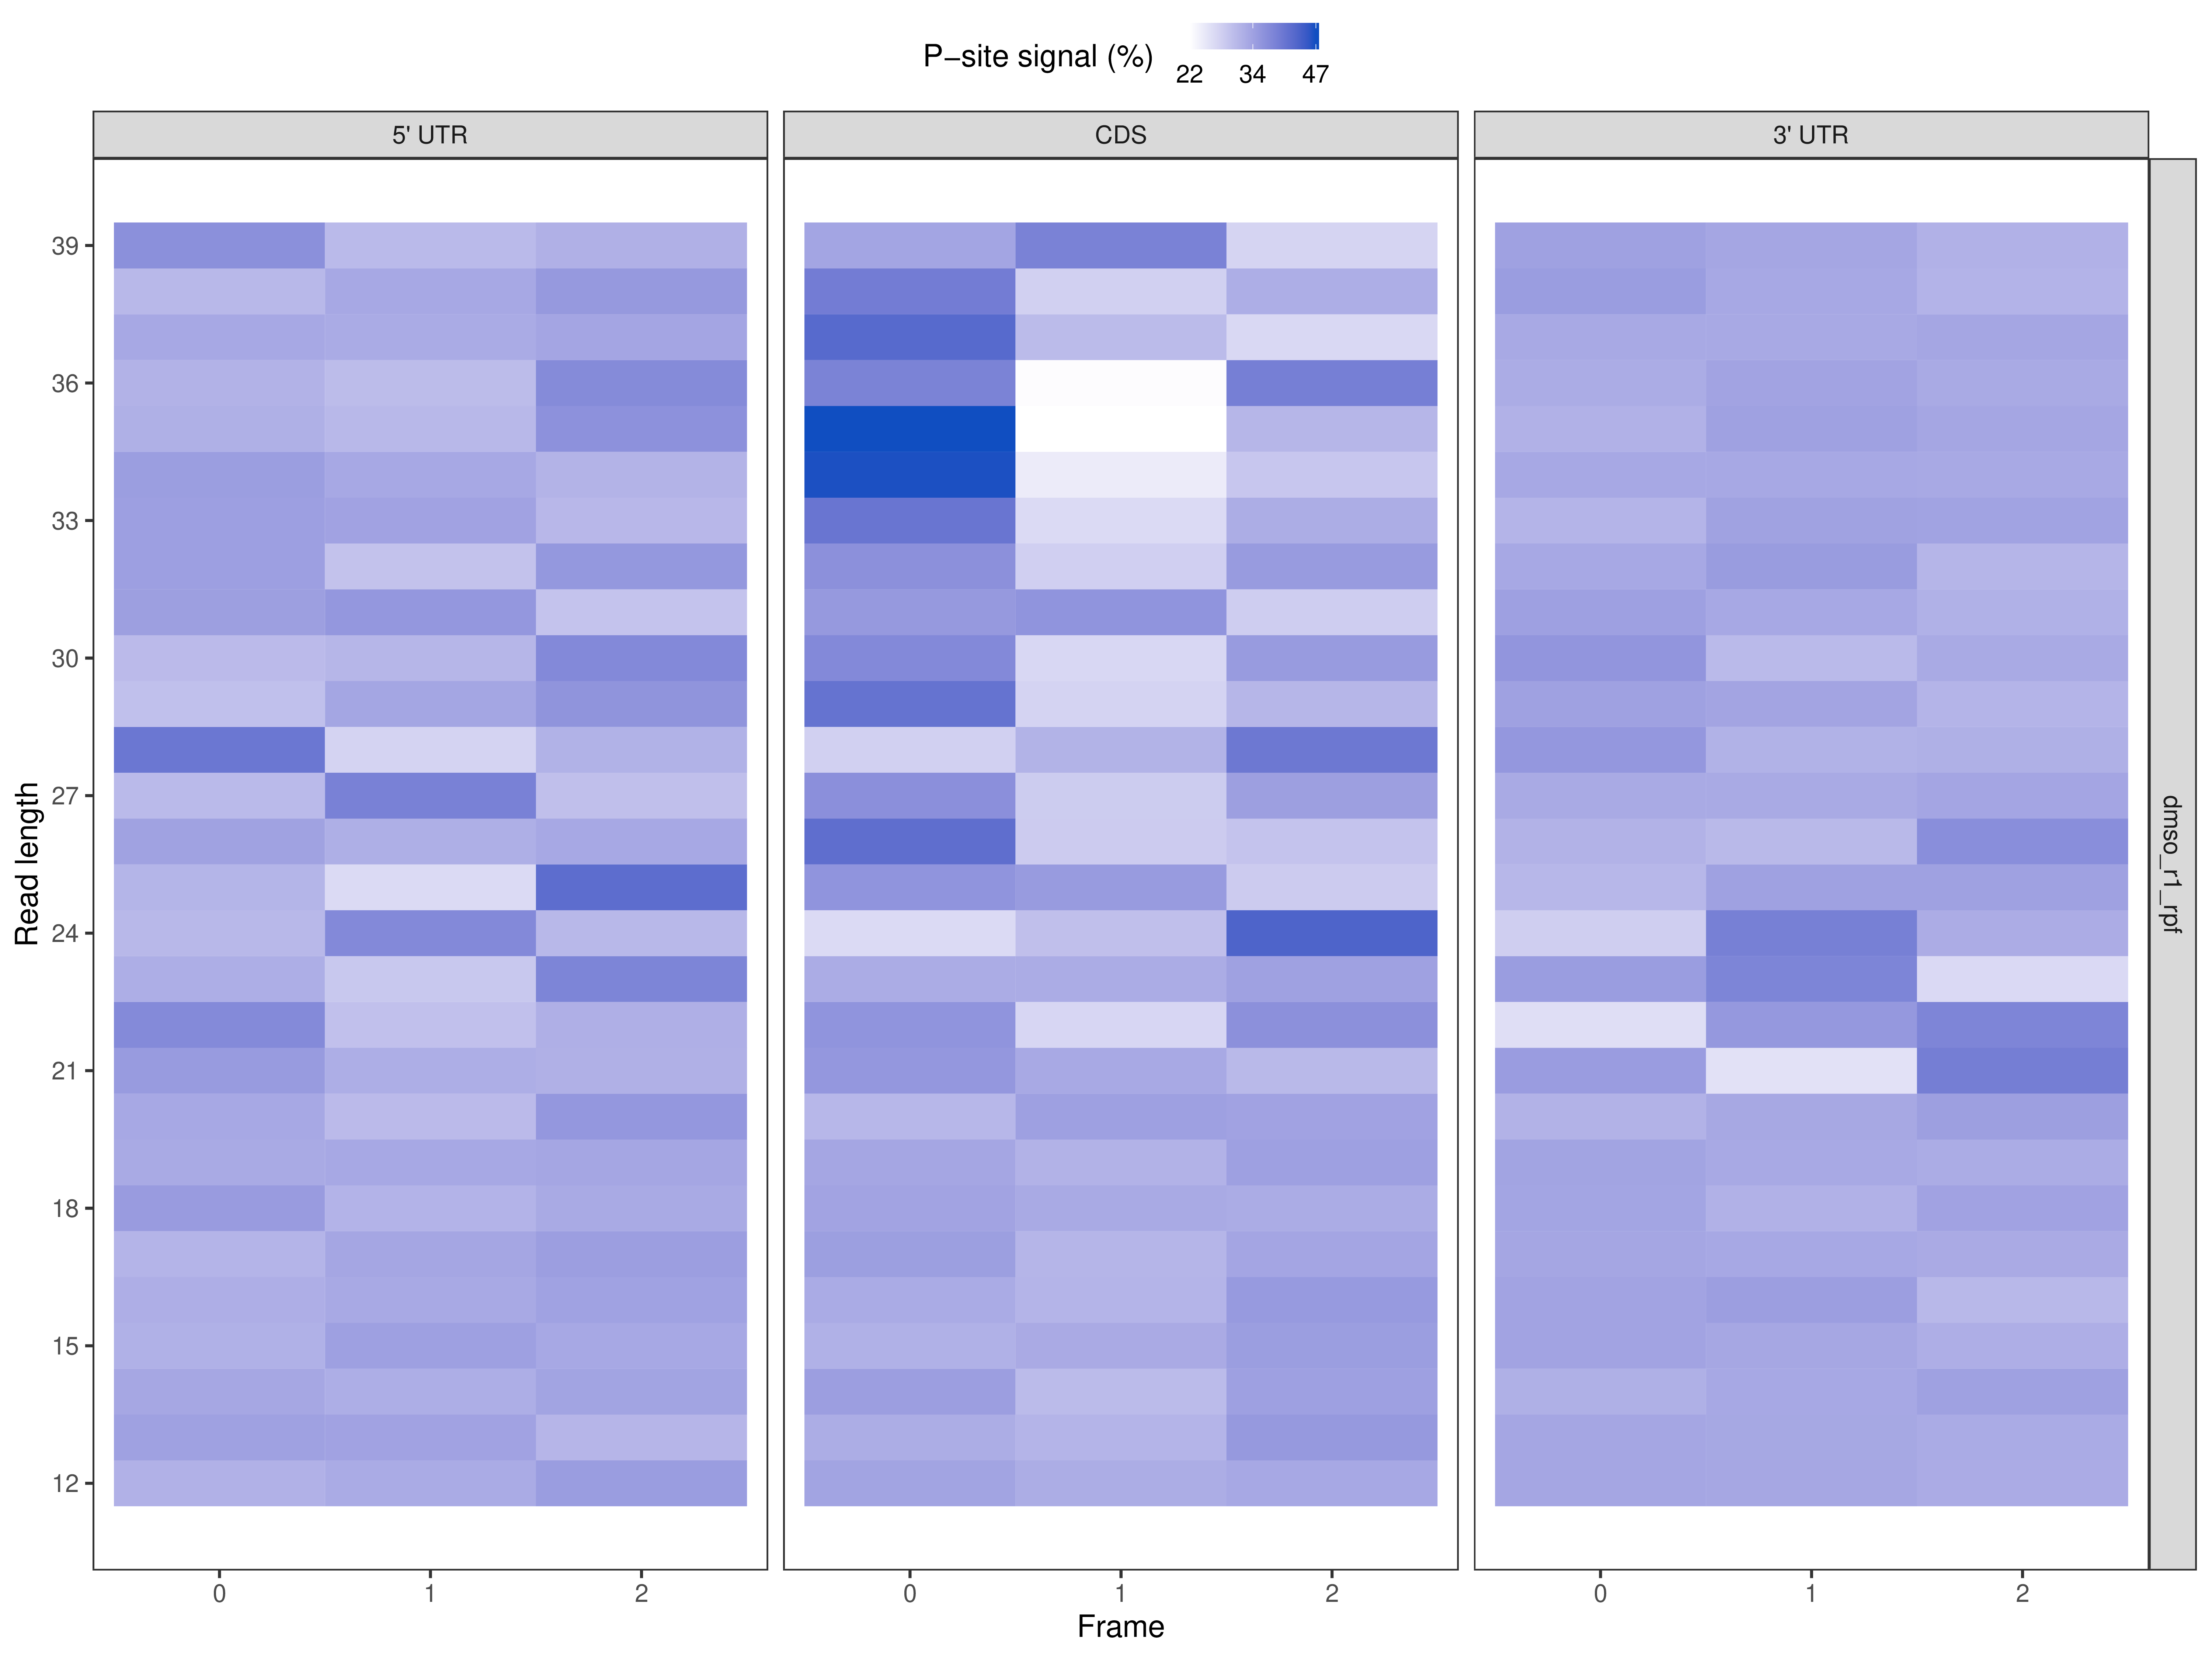 P−site signal (%)
22 34 47
5' UTR CDS 3' UTR
dmso_r1_rpf
Read length
39
36
33
30
27
24
21
18
15
12
0 1 2 0 1 2 0 1 2
Frame